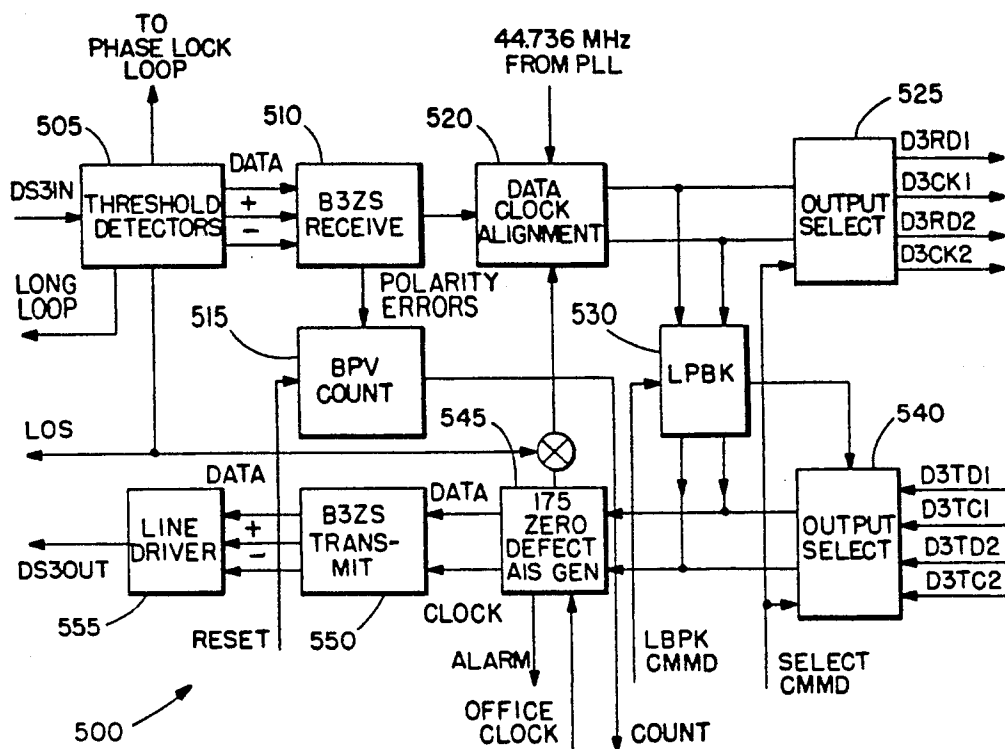 TO
PHASE LOCK
LOOP
44.736 MHz
FROM PLL
505
510
520
525
DATA
+
-
DS3IN
THRESHOLD
DETECTORS
B3ZS
RECEIVE
DATA
CLOCK
ALIGNMENT
OUTPUT
SELECT
D3RD1
D3CK1
D3RD2
D3CK2
LONG
LOOP
POLARITY
ERRORS
515
530
BPV
COUNT
LPBK
545
540
LOS
DATA
+
-
LINE
DRIVER
B3ZS
TRANS-
MIT
DATA
175
ZERO
DEFECT
AIS GEN
OUTPUT
SELECT
D3TD1
D3TC1
D3TD2
D3TC2
DS3OUT
555
550
CLOCK
RESET
ALARM
LBPK
CMMD
SELECT
CMMD
OFFICE
CLOCK
COUNT
500